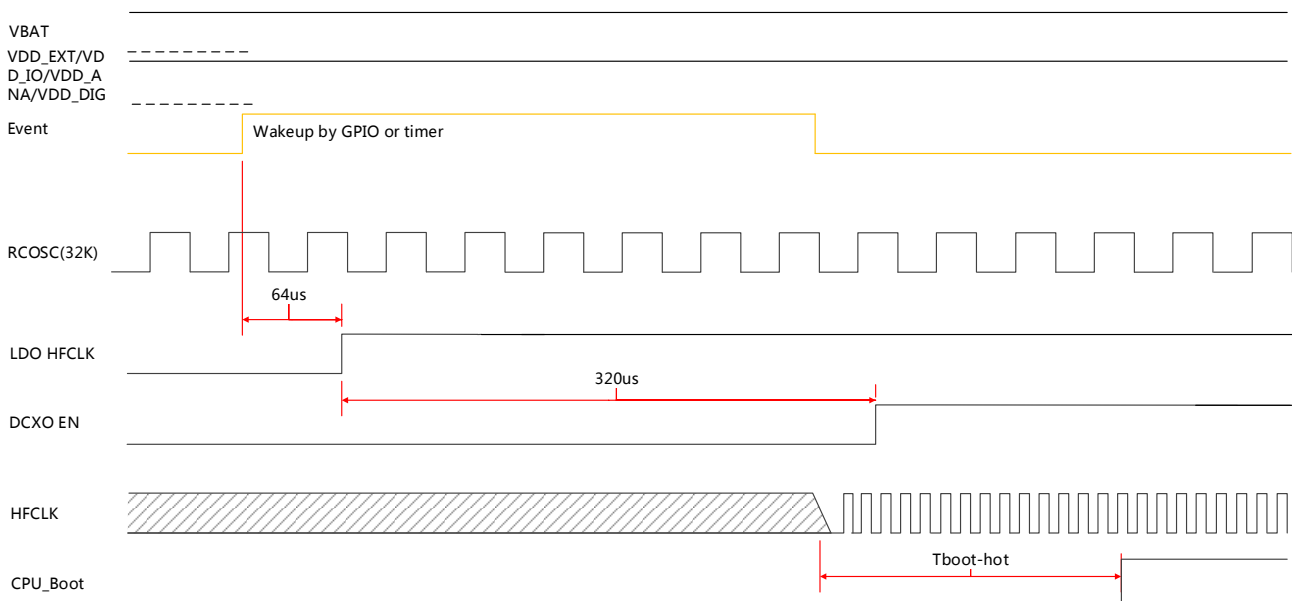 VBAT
VDD_EXT/VD
D_IO/VDD_A
NA/VDD_DIG
Event
Wakeup by GPIO or timer
RCOSC(32K)
64us
LDO HFCLK
320us
DCXO EN
HFCLK
Tboot-hot
CPU_Boot